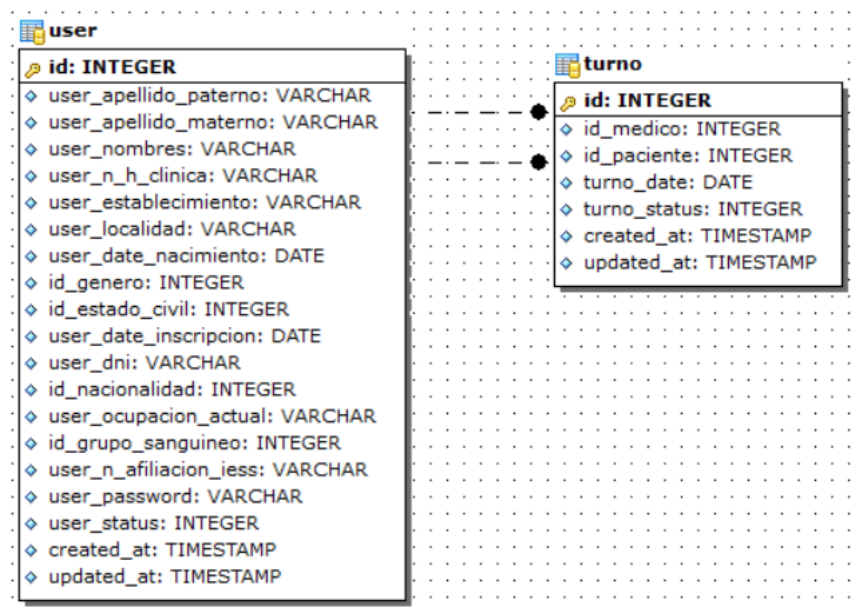 user
id: INTEGER
user_apellido_paterno: VARCHAR
user_apellido_materno: VARCHAR
user_nombres: VARCHAR
user_n_h_clinica: VARCHAR
user_establecimiento: VARCHAR
user_localidad: VARCHAR
user_date_nacimiento: DATE
id_genero: INTEGER
id_estado_civil: INTEGER
user_date_inscripcion: DATE
user_dni: VARCHAR
id_nacionalidad: INTEGER
user_ocupacion_actual: VARCHAR
id_grupo_sanguineo: INTEGER
user_n_afiliacion_iess: VARCHAR
user_password: VARCHAR
user_status: INTEGER
created_at: TIMESTAMP
updated_at: TIMESTAMP
turno
id: INTEGER
id_medico: INTEGER
id_paciente: INTEGER
turno_date: DATE
turno_status: INTEGER
created_at: TIMESTAMP
updated_at: TIMESTAMP